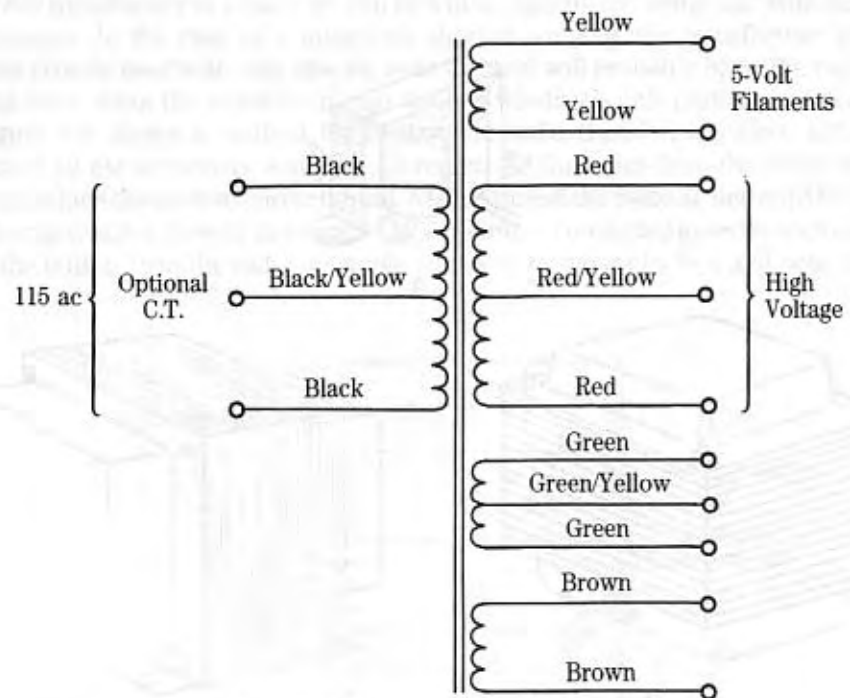 Yellow
Yellow
5-Volt
Filaments
Black
Red
115 ac
Optional
C.T.
Black/Yellow
Red/Yellow
High
Voltage
Black
Red
Green
Green/Yellow
Green
Brown
Brown